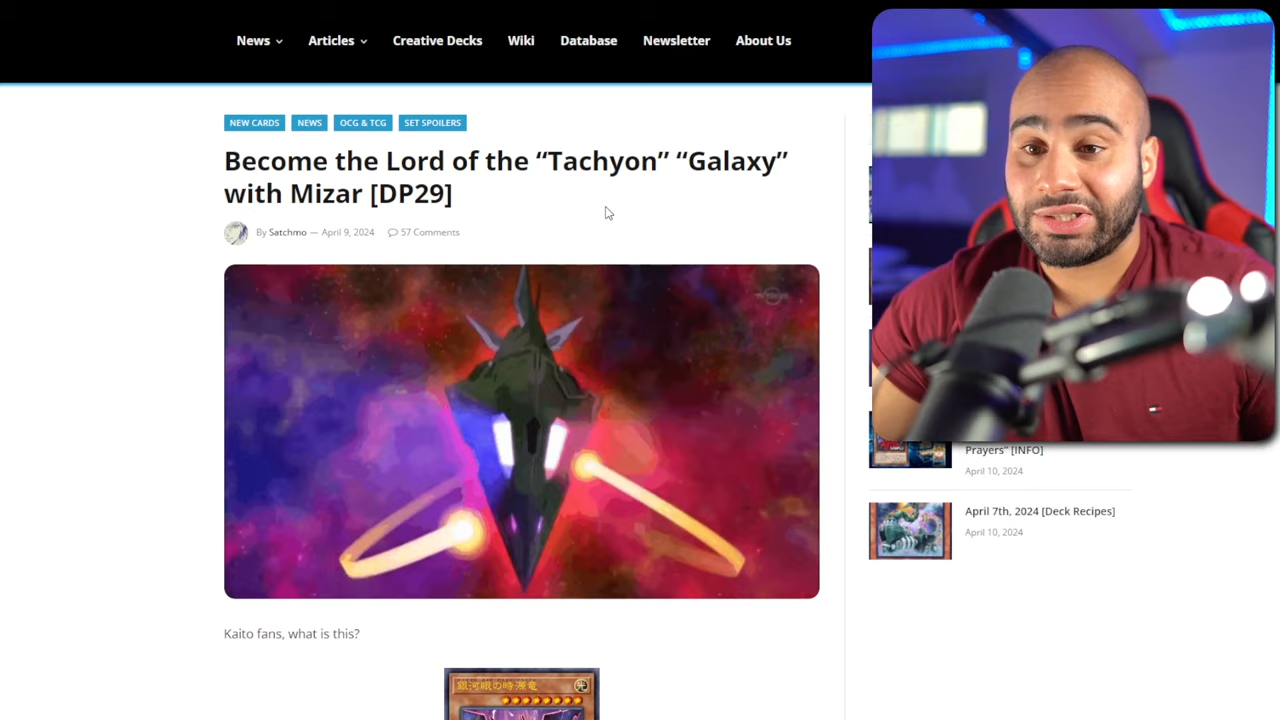 News
Articles
Creative Decks
Wiki
Database
Newsletter
About Us
NEW CARDS
NEWS
OCG & TCG
SET SPOILERS
Become the Lord of the “Tachyon” “Galaxy”
with Mizar [DP29]
By Satchmo — April 9, 2024
57 Comments
Kaito fans, what is this?
銀河眼の時源竜
光
Prayers” [INFO]
April 10, 2024
April 7th, 2024 [Deck Recipes]
April 10, 2024